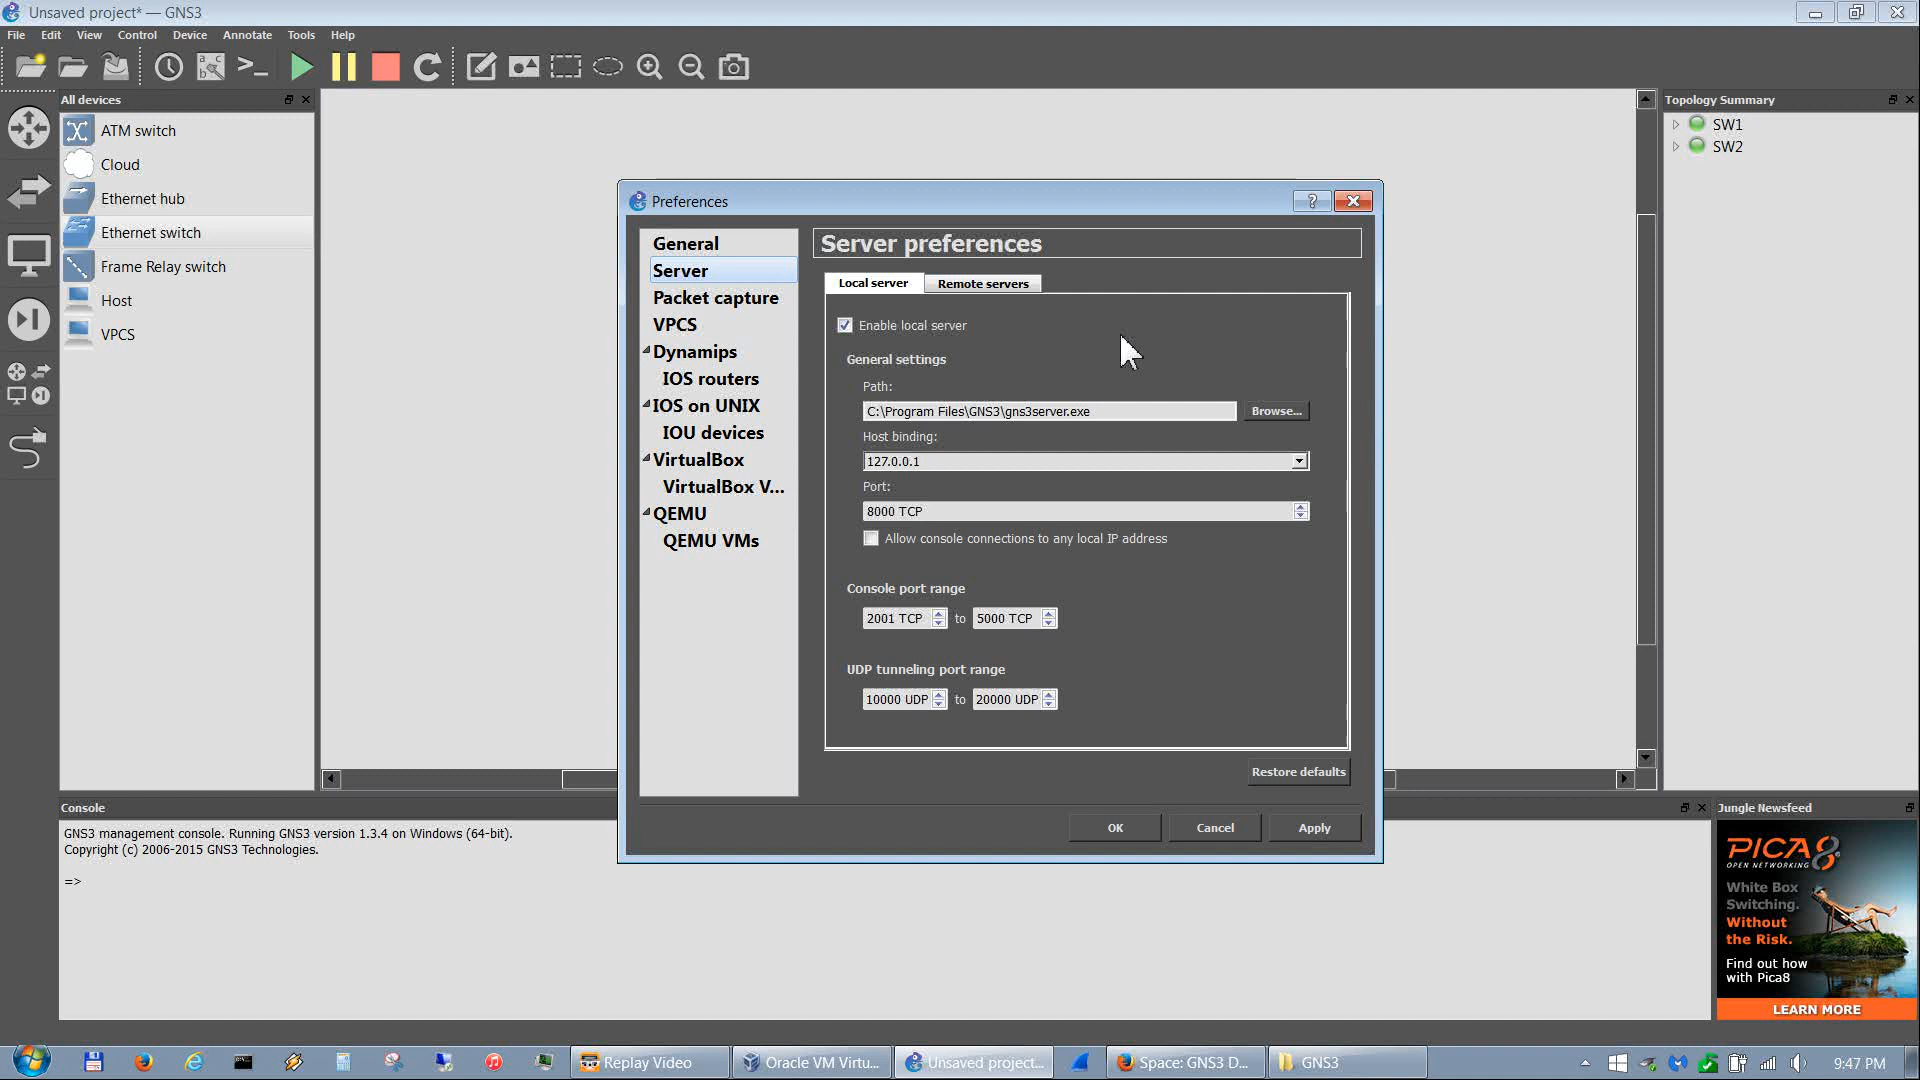 Unsaved project* — GNS3
File Edit View Control Device Annotate Tools Help
All devices
ATM switch
Cloud
Ethernet hub
Ethernet switch
Frame Relay switch
Host
VPCS
Topology Summary
SW1
SW2
Preferences
General
Server
Packet capture
VPCS
Dynamips
IOS routers
IOS on UNIX
IOU devices
VirtualBox
VirtualBox V...
QEMU
QEMU VMs
Server preferences
Local server Remote servers
Enable local server
General settings
Path:
C:\Program Files\GNS3\gns3server.exe Browse...
Host binding:
127.0.0.1
Port:
8000 TCP
Allow console connections to any local IP address
Console port range
2001 TCP to 5000 TCP
UDP tunneling port range
10000 UDP to 20000 UDP
Restore defaults
OK Cancel Apply
Console
GNS3 management console. Running GNS3 version 1.3.4 on Windows (64-bit).
Copyright (c) 2006-2015 GNS3 Technologies.
=>
Jungle Newsfeed
PICA8
OPEN NETWORKING
White Box
Switching.
Without
the Risk.
Find out how
with Pica8
LEARN MORE
Replay Video
Oracle VM Virtu...
Unsaved project...
Space: GNS3 D...
GNS3
9:47 PM